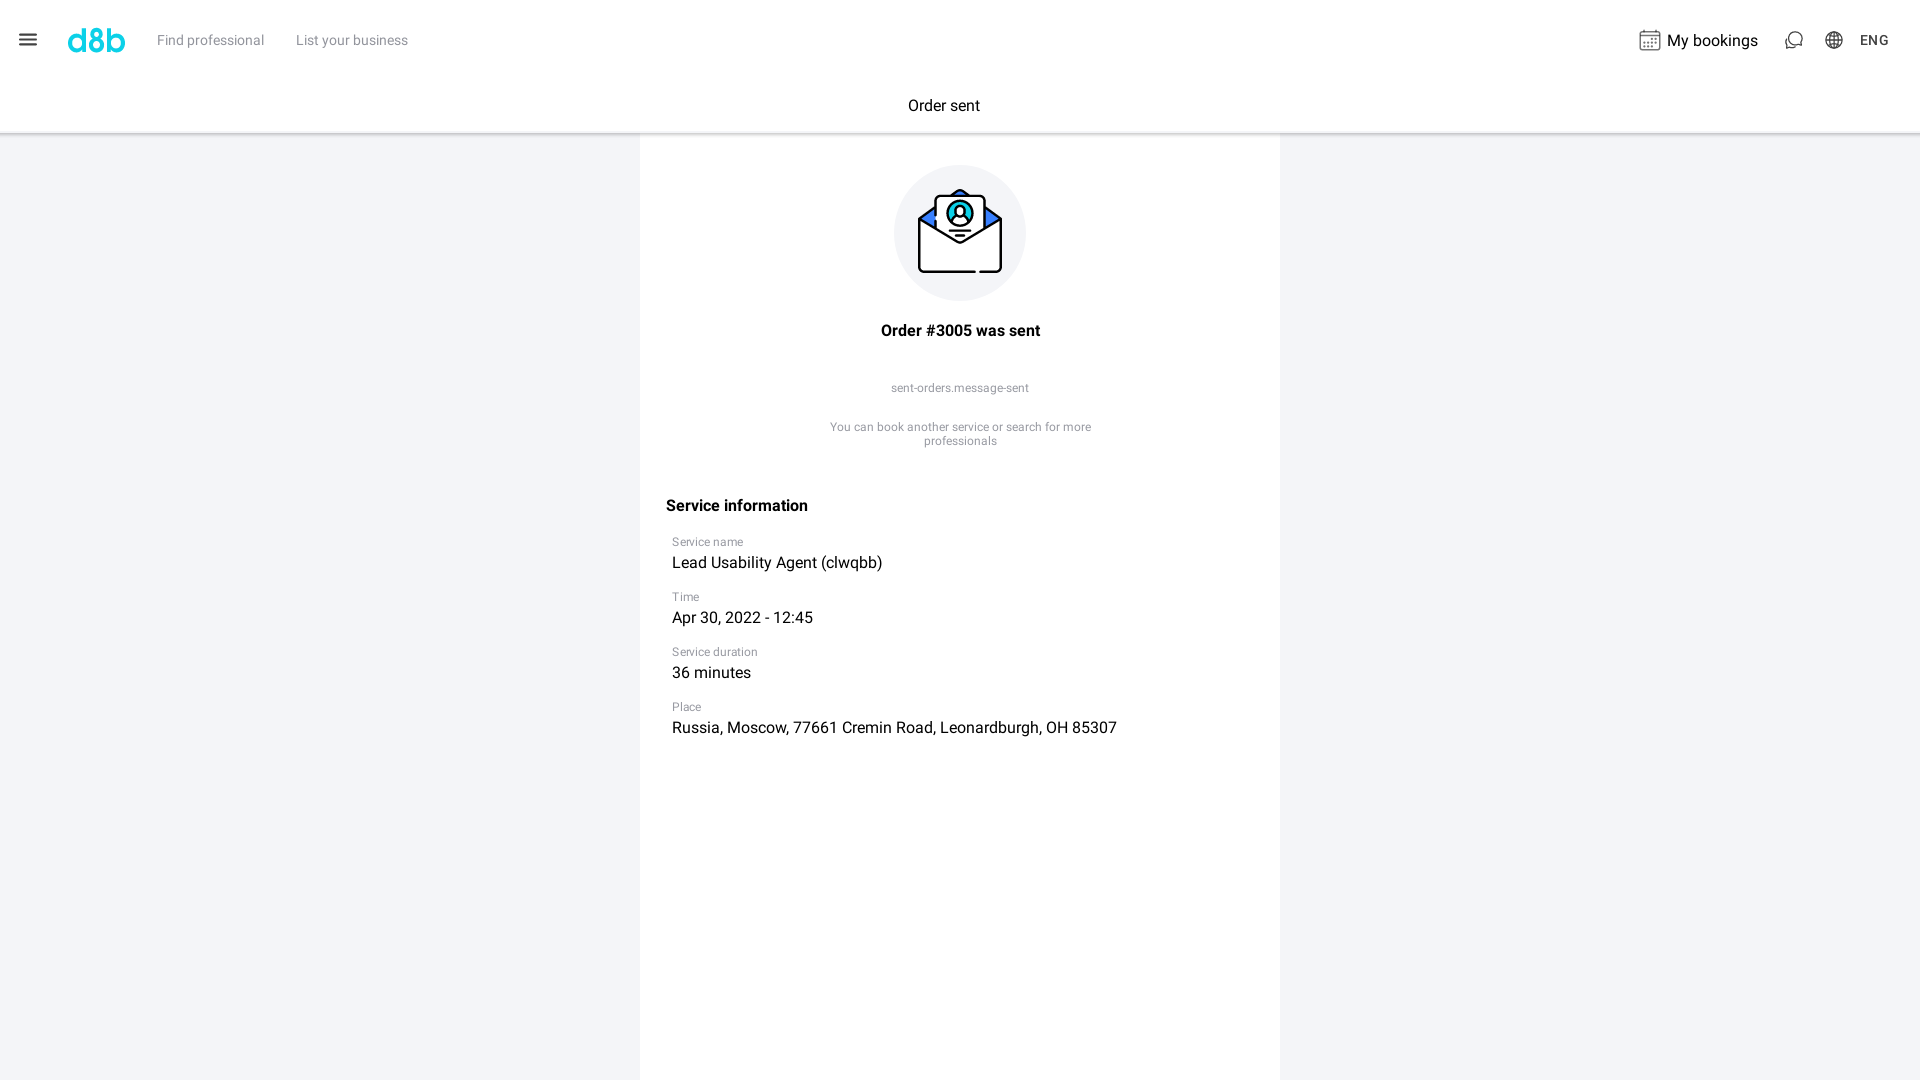 d8b
Find professional
List your business
My bookings
ENG
Order sent
Order #3005 was sent
sent-orders.message-sent
You can book another service or search for more
professionals
Service information
Service name
Lead Usability Agent (clwqbb)
Time
Apr 30, 2022 - 12:45
Service duration
36 minutes
Place
Russia, Moscow, 77661 Cremin Road, Leonardburgh, OH 85307